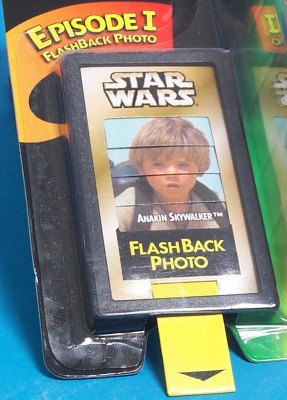 EPISODE I
FLASHBACK PHOTO
STAR
WARS
ANAKIN SKYWALKER™
FLASHBACK
PHOTO
I